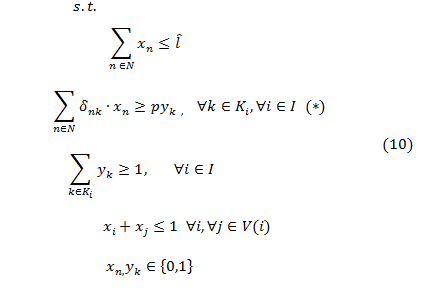 s.t.
∑_{n∈N} x_n ≤ l̂
∑_{n∈N} δ_{nk} · x_n ≥ py_k , ∀k ∈ K_i, ∀i ∈ I (*)
(10)
∑_{k∈K_i} y_k ≥ 1, ∀i ∈ I
x_i + x_j ≤ 1 ∀i, ∀j ∈ V(i)
x_n, y_k ∈ {0,1}